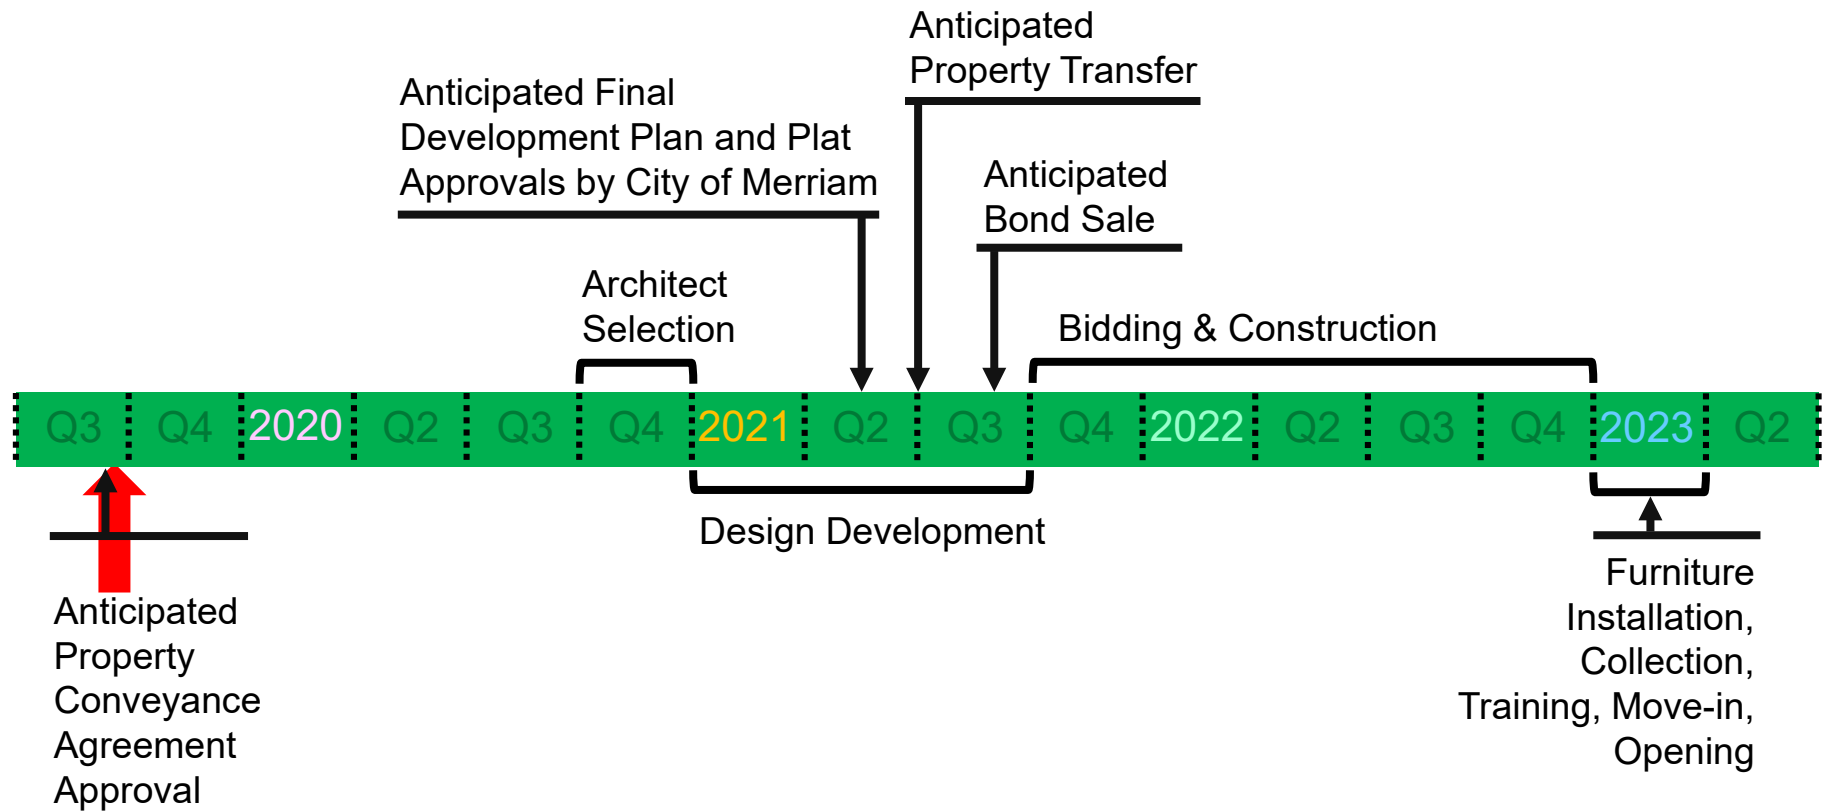 Anticipated
Property Transfer
Anticipated Final
Development Plan and Plat
Approvals by City of Merriam
Anticipated
Bond Sale
Architect
Selection
Bidding & Construction
Q3 Q4 2020 Q2 Q3 Q4 2021 Q2 Q3 Q4 2022 Q2 Q3 Q4 2023 Q2
Design Development
Anticipated
Property
Conveyance
Agreement
Approval
Furniture
Installation,
Collection,
Training, Move-in,
Opening